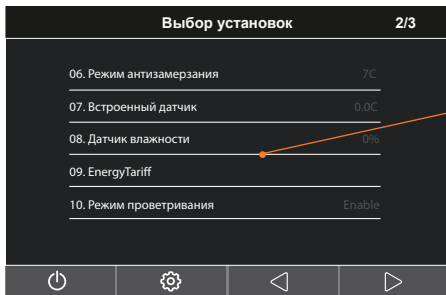 Выбор установок 2/3
06. Режим антизамерзания 7C
07. Встроенный датчик 0.0C
08. Датчик влажности 0%
09. EnergyTariff
10. Режим проветривания Enable